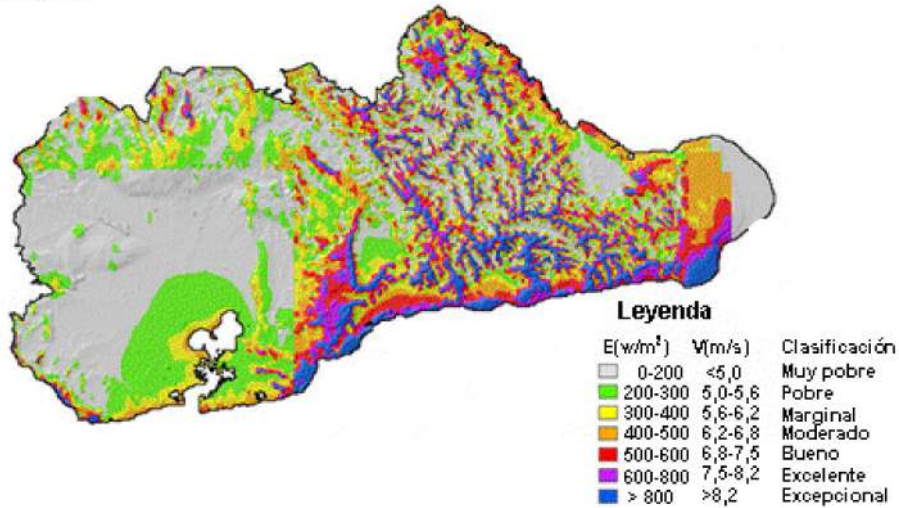 Leyenda
E(w/m²) V(m/s) Clasificación
0-200 <5,0 Muy pobre
200-300 5,0-5,6 Pobre
300-400 5,6-6,2 Marginal
400-500 6,2-6,8 Moderado
500-600 6,8-7,5 Bueno
600-800 7,5-8,2 Excelente
> 800 >8,2 Excepcional